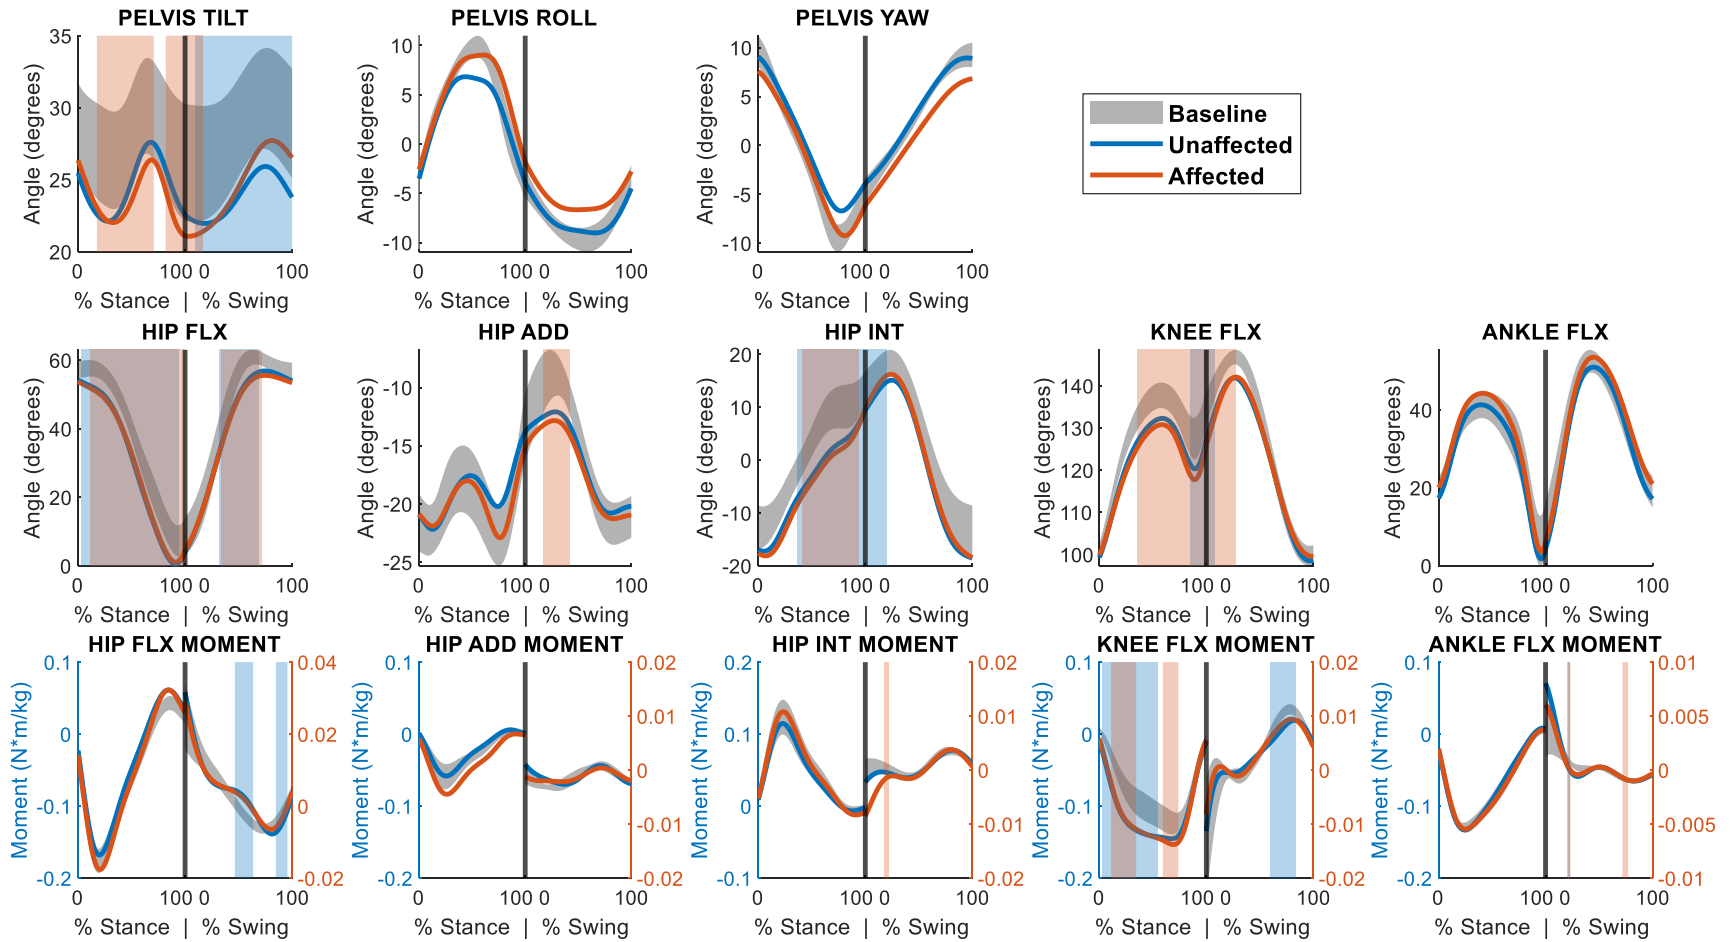 PELVIS TILT
35
30
25
20
Angle (degrees)
0
100 0
100
% Stance | % Swing
PELVIS ROLL
10
5
0
-5
-10
Angle (degrees)
0
100 0
100
% Stance | % Swing
PELVIS YAW
10
5
0
-5
-10
Angle (degrees)
0
100 0
100
% Stance | % Swing
Baseline
Unaffected
Affected
HIP FLX
60
40
20
0
Angle (degrees)
0
100 0
100
% Stance | % Swing
HIP ADD
-10
-15
-20
-25
Angle (degrees)
0
100 0
100
% Stance | % Swing
HIP INT
20
10
0
-10
-20
Angle (degrees)
0
100 0
100
% Stance | % Swing
KNEE FLX
140
130
120
110
100
Angle (degrees)
0
100 0
100
% Stance | % Swing
ANKLE FLX
40
20
0
Angle (degrees)
0
100 0
100
% Stance | % Swing
HIP FLX MOMENT
0.1
0
-0.1
-0.2
Moment (N*m/kg)
0.04
0.02
0
-0.02
0
100 0
100
% Stance | % Swing
HIP ADD MOMENT
0.1
0
-0.1
-0.2
Moment (N*m/kg)
0.02
0.01
0
-0.01
-0.02
0
100 0
100
% Stance | % Swing
HIP INT MOMENT
0.2
0.1
0
-0.1
Moment (N*m/kg)
0.02
0.01
0
-0.01
-0.02
0
100 0
100
% Stance | % Swing
KNEE FLX MOMENT
0.1
0
-0.1
-0.2
Moment (N*m/kg)
0.02
0.01
0
-0.01
-0.02
0
100 0
100
% Stance | % Swing
ANKLE FLX MOMENT
0.1
0
-0.1
-0.2
Moment (N*m/kg)
0.01
0.005
0
-0.005
-0.01
0
100 0
100
% Stance | % Swing